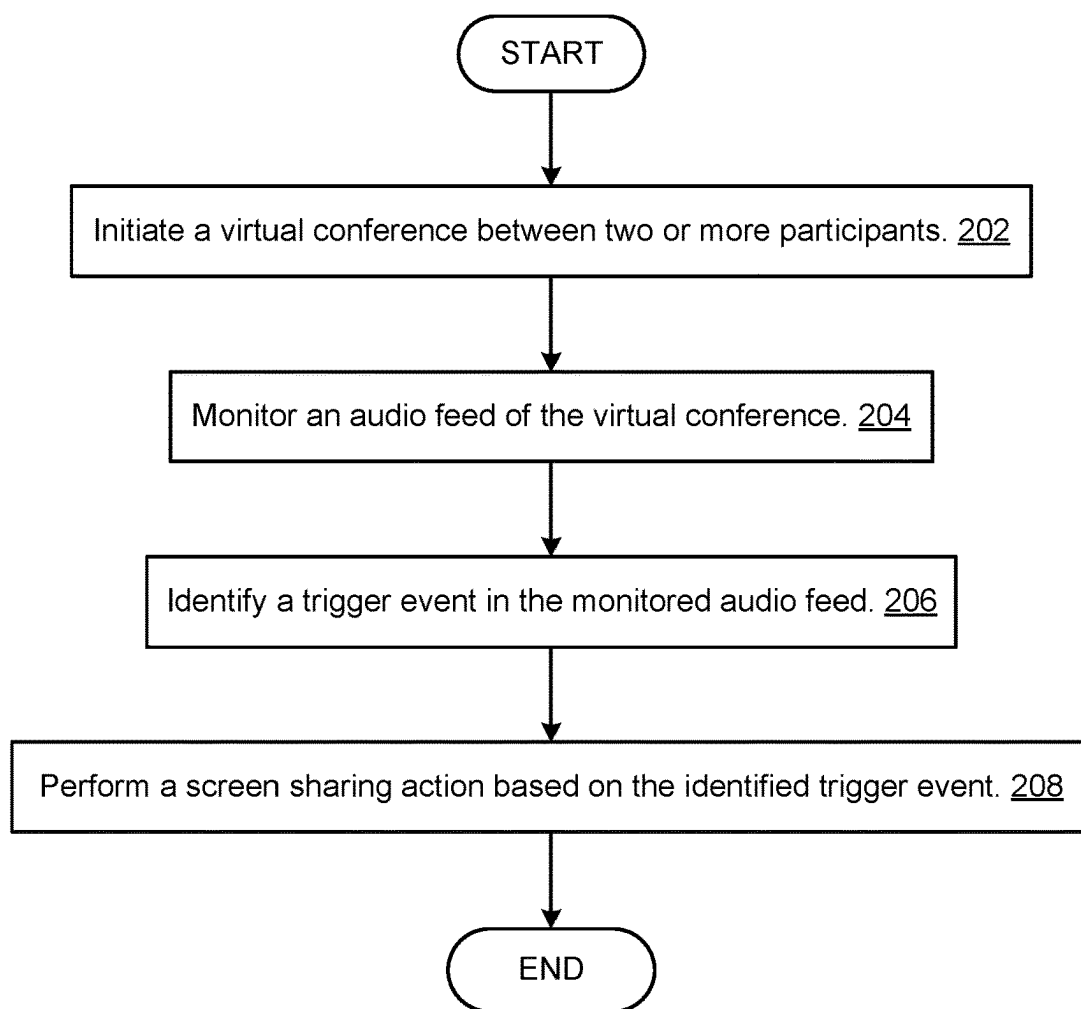 START
Initiate a virtual conference between two or more participants. 202
Monitor an audio feed of the virtual conference. 204
Identify a trigger event in the monitored audio feed. 206
Perform a screen sharing action based on the identified trigger event. 208
END